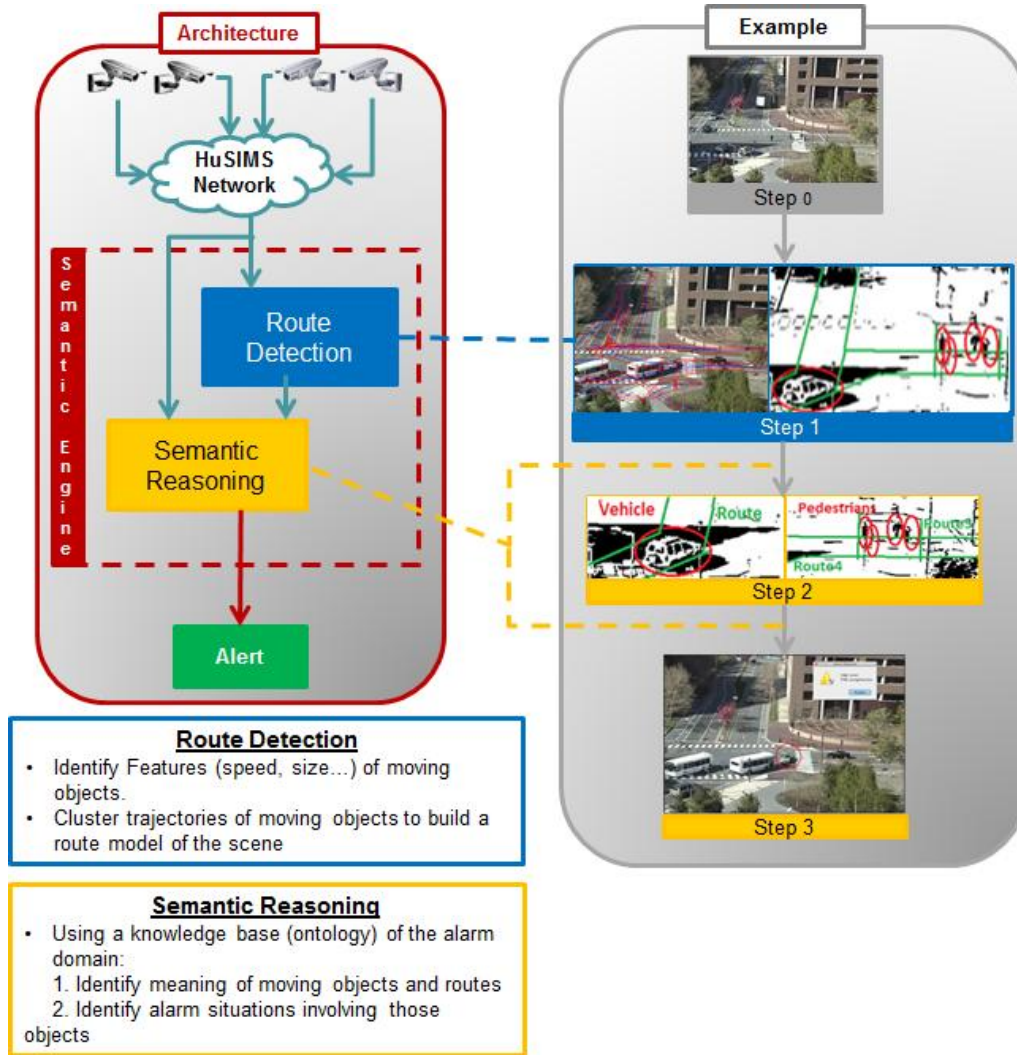 Architecture
HuSIMS
Network
Semantic Engine
Route
Detection
Semantic
Reasoning
Alert
Example
Step 0
Step 1
Vehicle
Route
Pedestrians
Route3
Route4
Step 2
Step 3
Route Detection
• Identify Features (speed, size...) of moving
objects.
• Cluster trajectories of moving objects to build a
route model of the scene
Semantic Reasoning
• Using a knowledge base (ontology) of the alarm
domain:
1. Identify meaning of moving objects and routes
2. Identify alarm situations involving those
objects